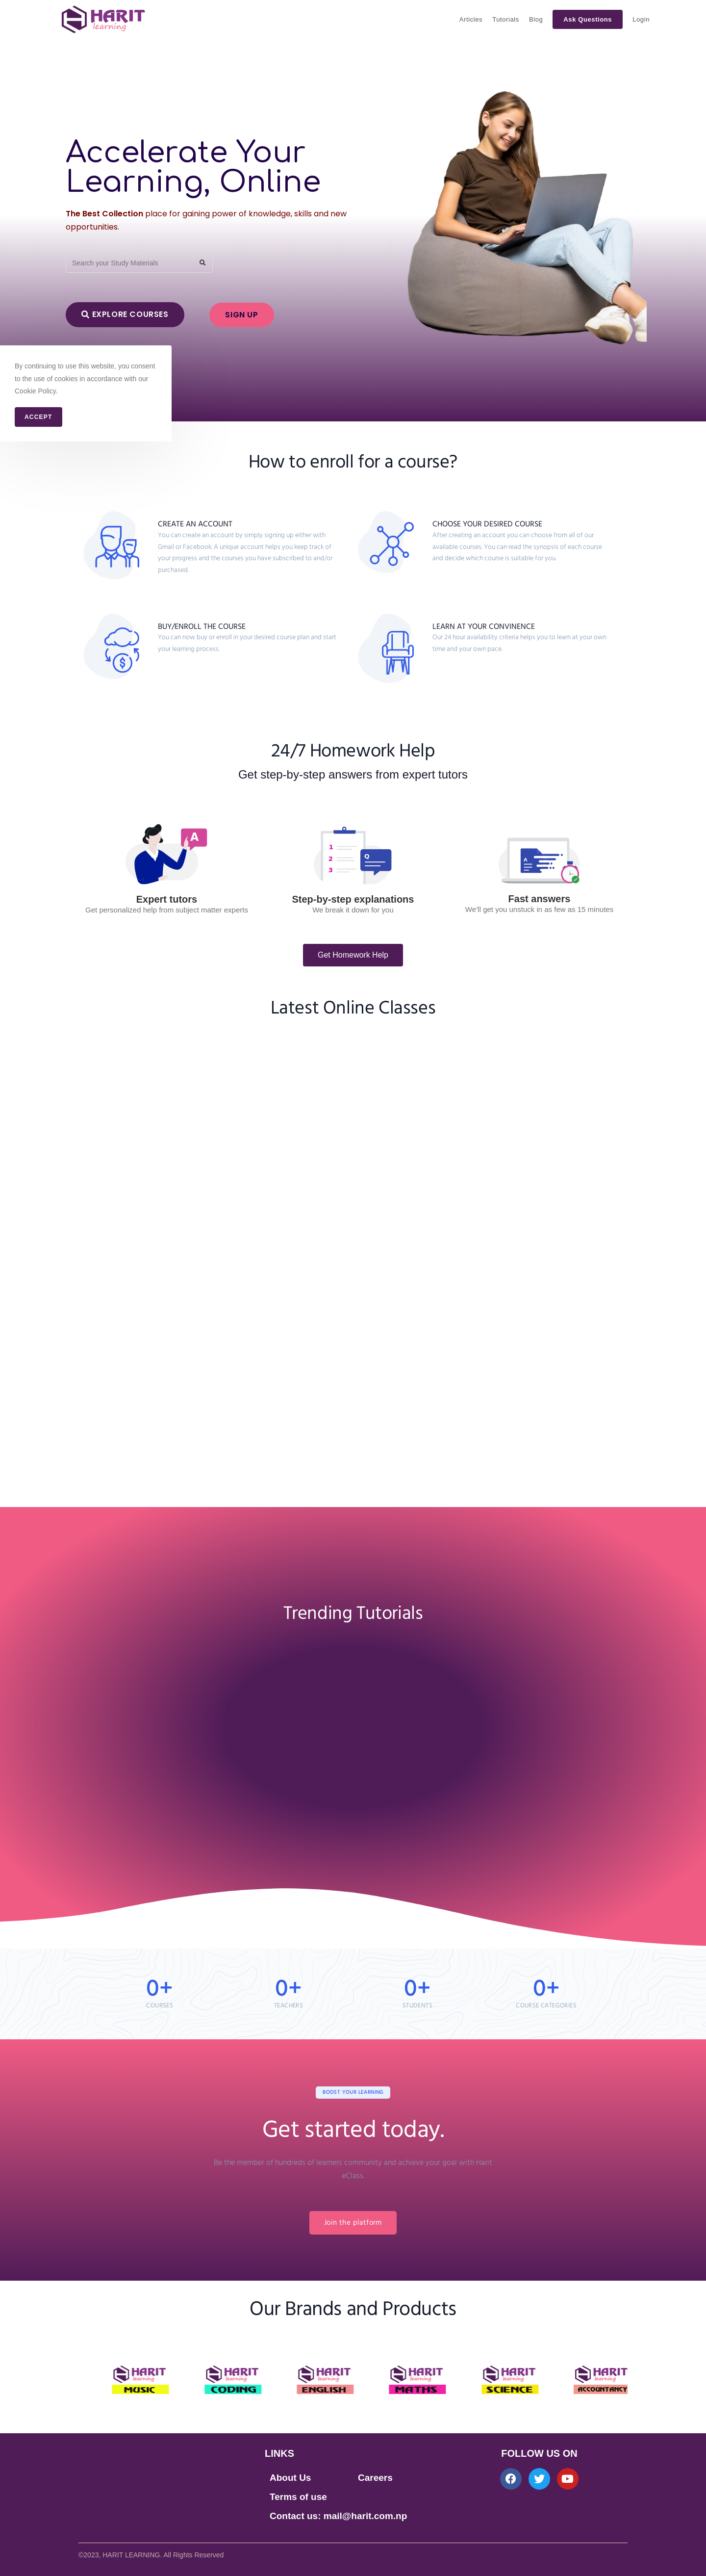 HARIT
learning
Articles
Tutorials
Blog
Ask Questions
Login
Accelerate Your
Learning, Online
The Best Collection place for gaining power of knowledge, skills and new
opportunities.
Search your Study Materials
EXPLORE COURSES
SIGN UP
By continuing to use this website, you consent
to the use of cookies in accordance with our
Cookie Policy.
ACCEPT
How to enroll for a course?
CREATE AN ACCOUNT
You can create an account by simply signing up either with
Gmail or Facebook. A unique account helps you keep track of
your progress and the courses you have subscribed to and/or
purchased.
CHOOSE YOUR DESIRED COURSE
After creating an account you can choose from all of our
available courses. You can read the synopsis of each course
and decide which course is suitable for you.
BUY/ENROLL THE COURSE
You can now buy or enroll in your desired course plan and start
your learning process.
LEARN AT YOUR CONVINENCE
Our 24 hour availability criteria helps you to learn at your own
time and your own pace.
24/7 Homework Help
Get step-by-step answers from expert tutors
A
1
2
3
Q
A
Expert tutors
Get personalized help from subject matter experts
Step-by-step explanations
We break it down for you
Fast answers
We'll get you unstuck in as few as 15 minutes
Get Homework Help
Latest Online Classes
Trending Tutorials
0+
COURSES
0+
TEACHERS
0+
STUDENTS
0+
COURSE CATEGORIES
BOOST YOUR LEARNING
Get started today.
Be the member of hundreds of learners community and achieve your goal with Harit
eClass.
Join the platform
Our Brands and Products
HARIT
learning
MUSIC
HARIT
learning
CODING
HARIT
learning
ENGLISH
HARIT
learning
MATHS
HARIT
learning
SCIENCE
HARIT
learning
ACCOUNTANCY
LINKS
About Us
Careers
Terms of use
Contact us: mail@harit.com.np
FOLLOW US ON
©2023, HARIT LEARNING. All Rights Reserved